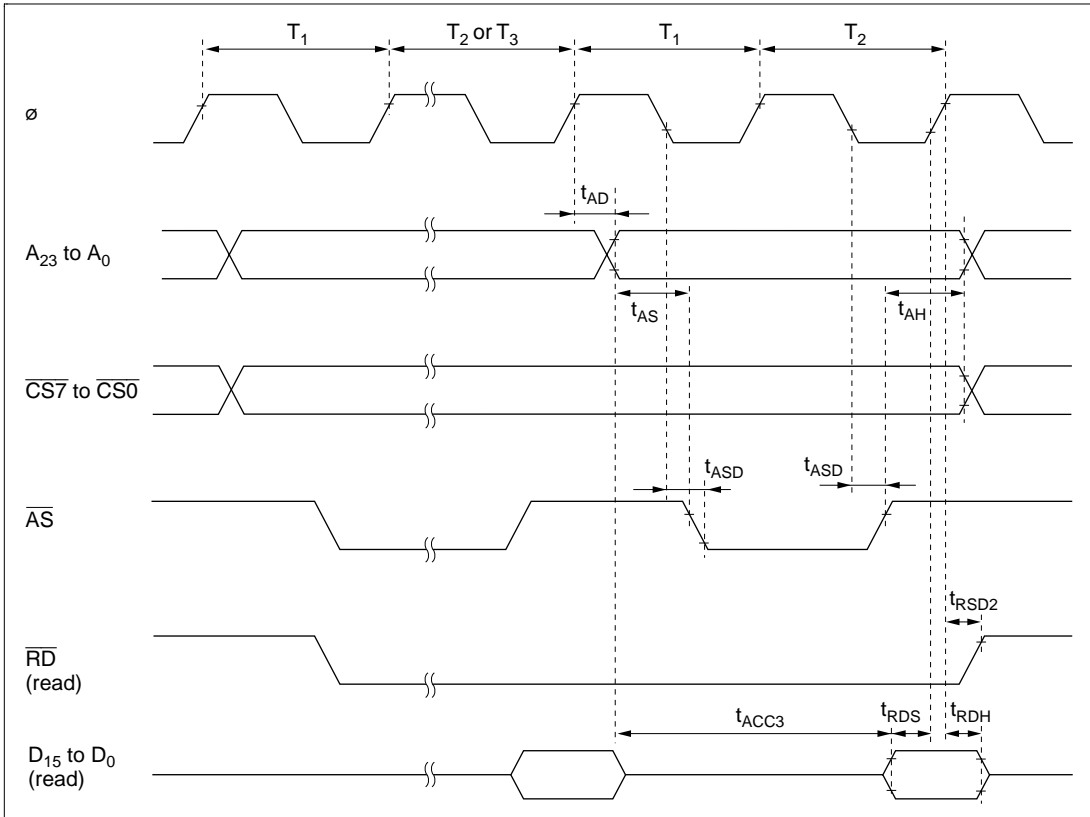 T1 T2 or T3 T1 T2
ø
tAD
A23 to A0
tAS tAH
CS7 to CS0
tASD tASD
AS
tRSD2
RD
(read)
tACC3 tRDS tRDH
D15 to D0
(read)